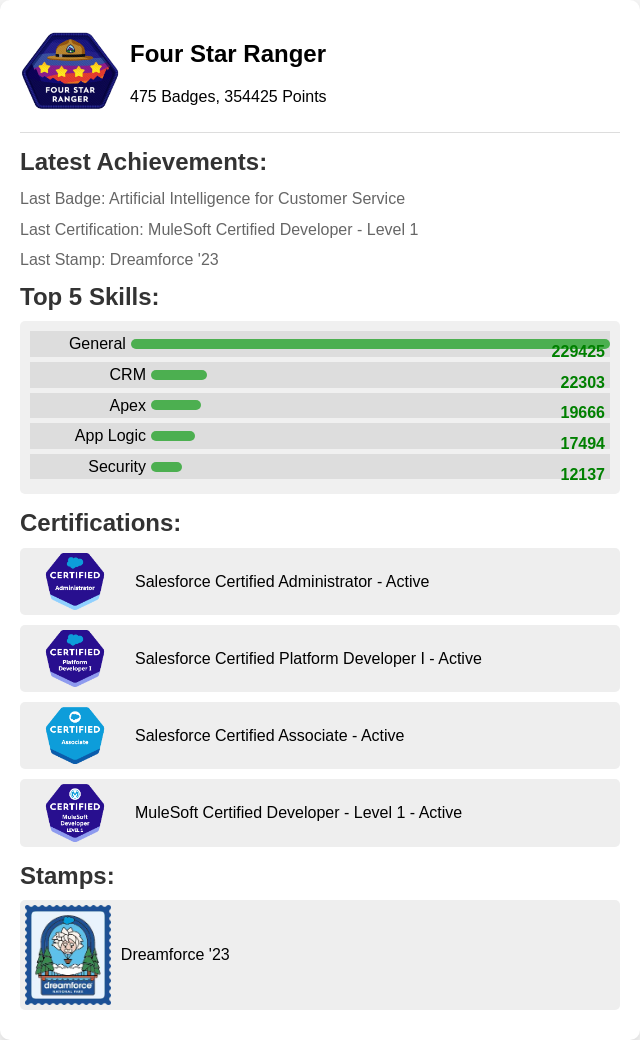 FOUR STAR
RANGER
Four Star Ranger
475 Badges, 354425 Points
Latest Achievements:
Last Badge: Artificial Intelligence for Customer Service
Last Certification: MuleSoft Certified Developer - Level 1
Last Stamp: Dreamforce '23
Top 5 Skills:
General 229425
CRM 22303
Apex 19666
App Logic 17494
Security 12137
Certifications:
CERTIFIED
Administrator
Salesforce Certified Administrator - Active
CERTIFIED
Platform
Developer I
Salesforce Certified Platform Developer I - Active
CERTIFIED
Associate
Salesforce Certified Associate - Active
CERTIFIED
MuleSoft
Developer
LEVEL 1
MuleSoft Certified Developer - Level 1 - Active
Stamps:
dreamforce
NATIONAL PARK
Dreamforce '23